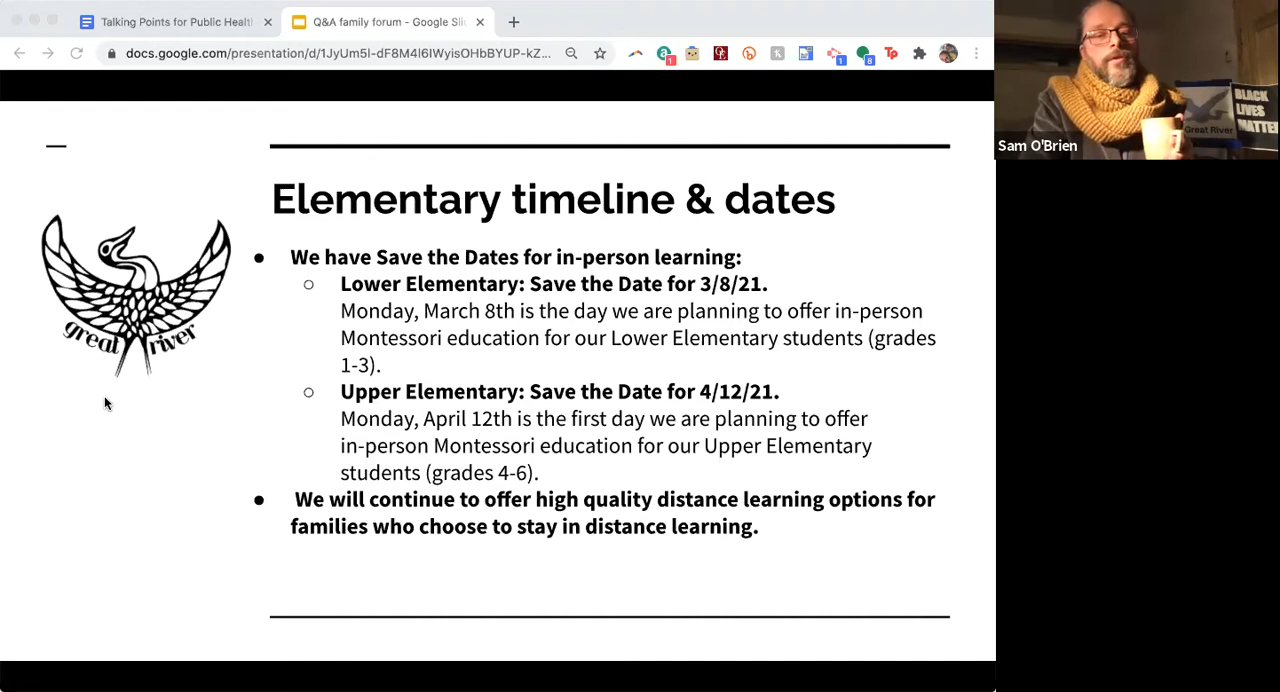 Talking Points for Public Healt
Q&A family forum - Google Sli
docs.google.com/presentation/d/1JyUm5l-dF8M4l6IWyisOHbBYUP-kZ...
Sam O'Brien
Great River
BLACK
LIVES
MATTER
Elementary timeline & dates
great river
● We have Save the Dates for in-person learning:
○ Lower Elementary: Save the Date for 3/8/21.
Monday, March 8th is the day we are planning to offer in-person
Montessori education for our Lower Elementary students (grades
1-3).
○ Upper Elementary: Save the Date for 4/12/21.
Monday, April 12th is the first day we are planning to offer
in-person Montessori education for our Upper Elementary
students (grades 4-6).
● We will continue to offer high quality distance learning options for
families who choose to stay in distance learning.